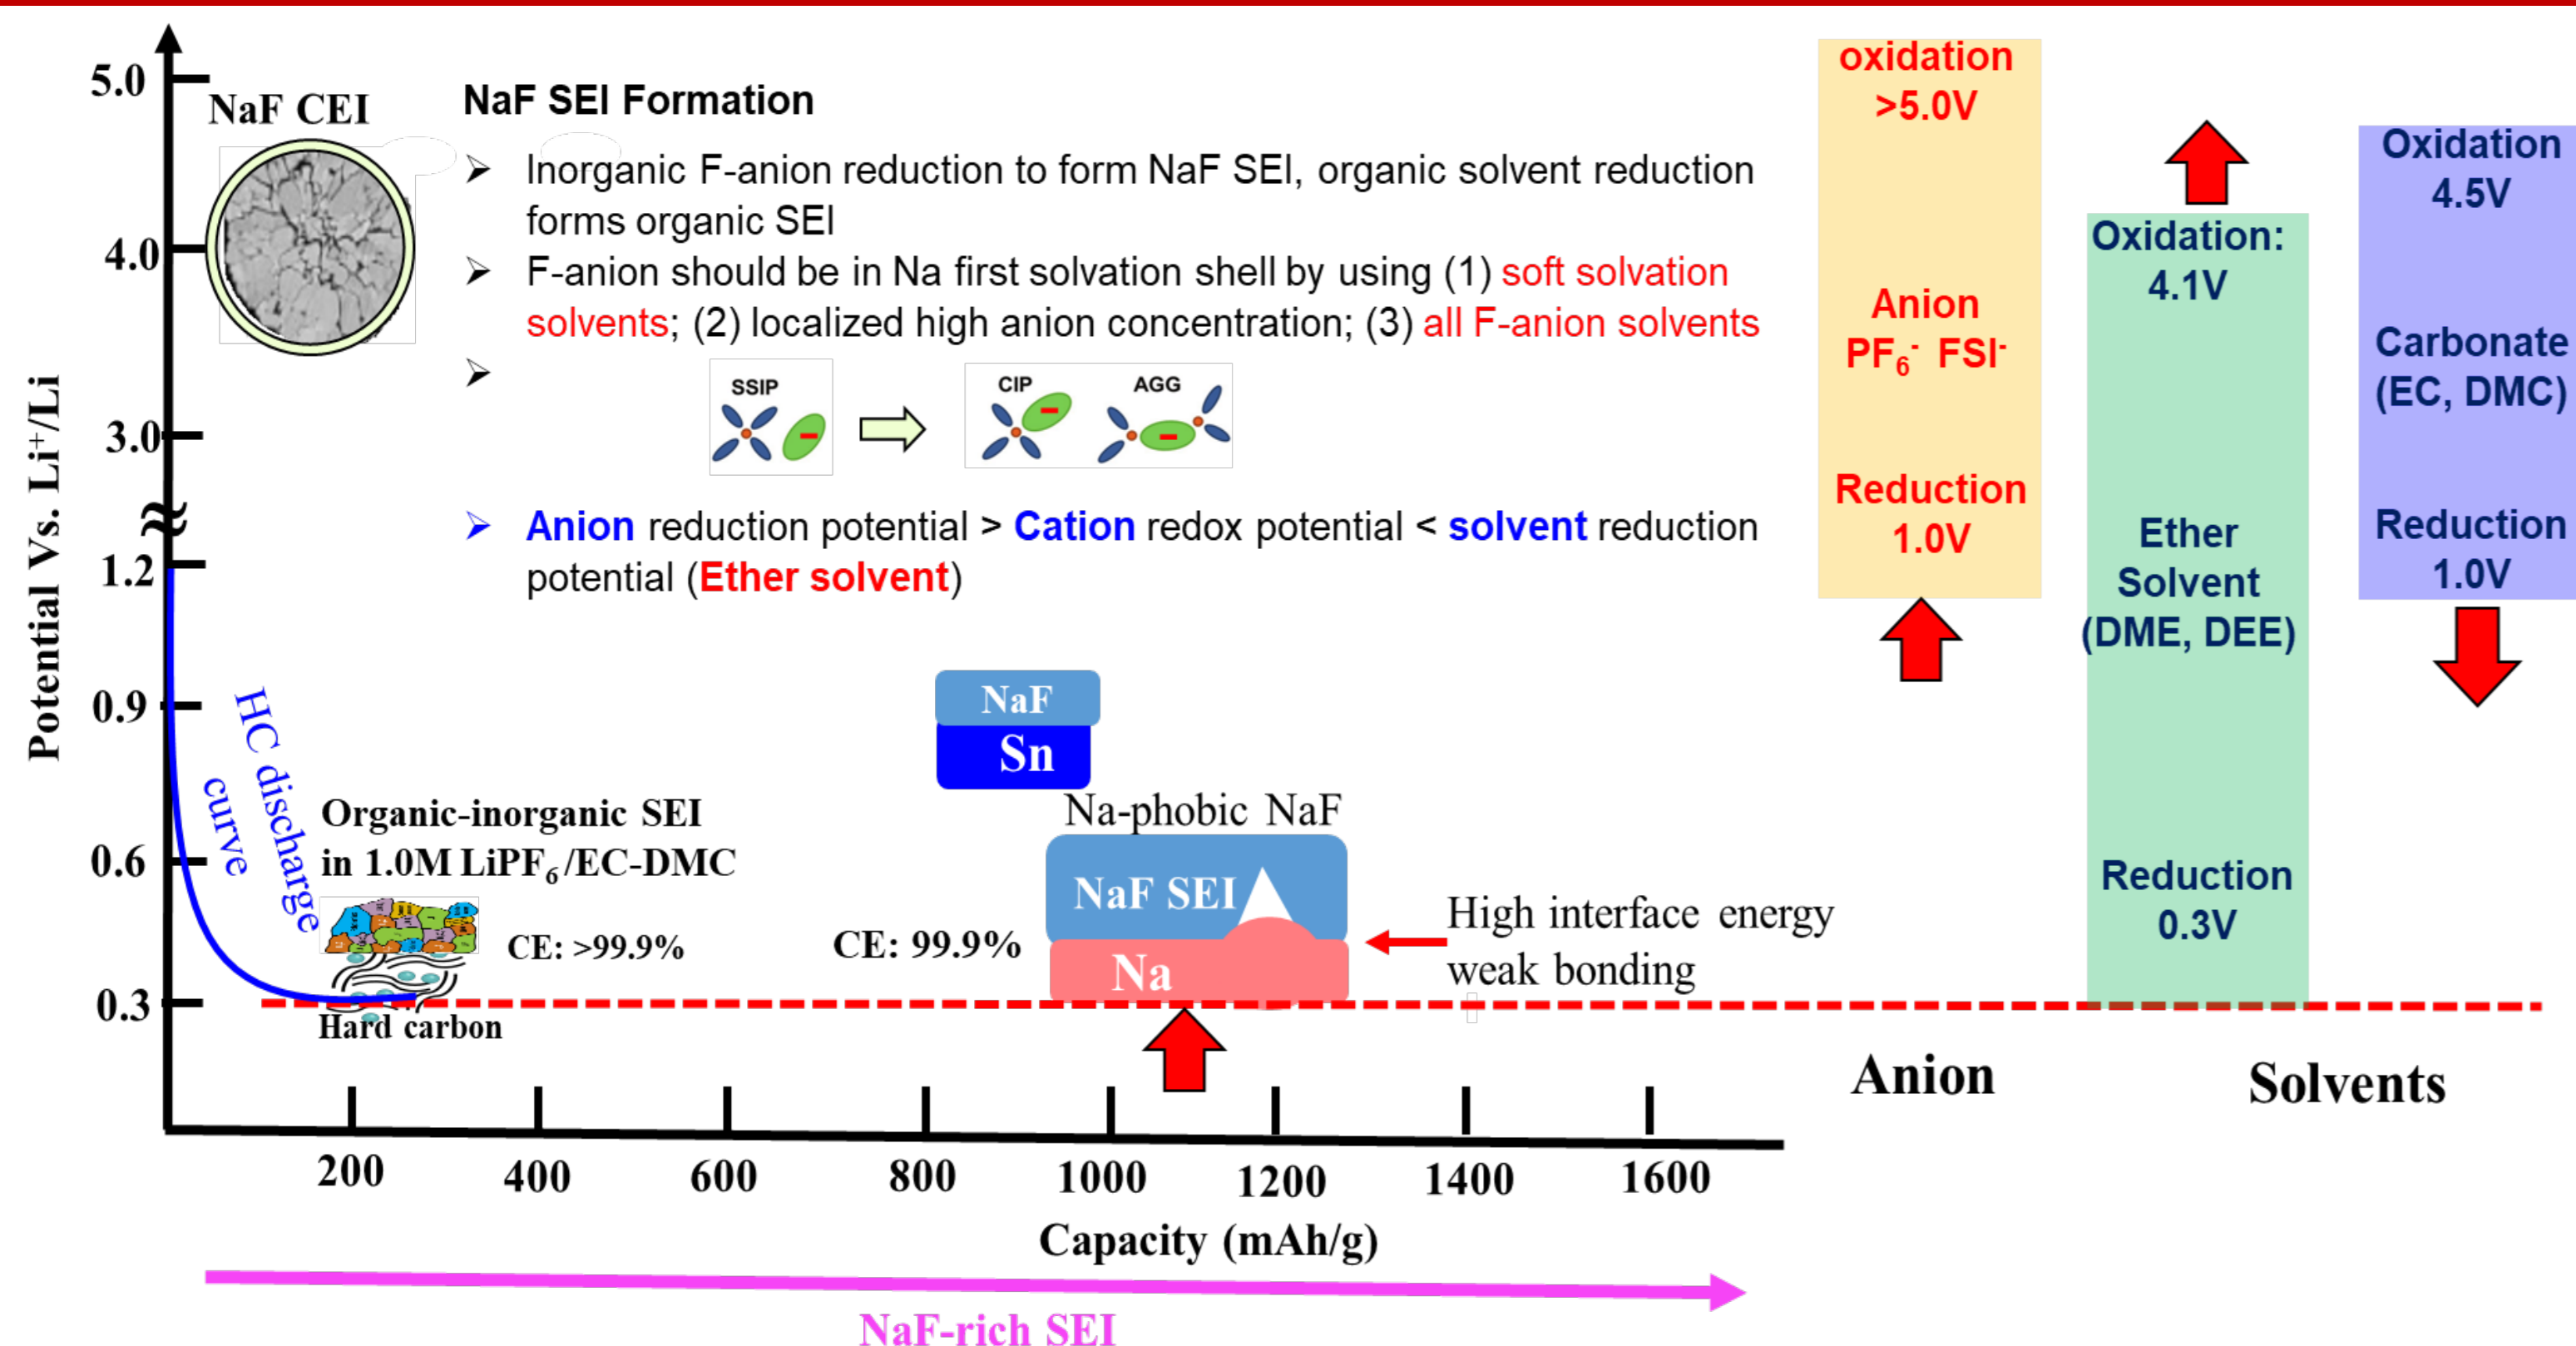 5.0
4.0
3.0
1.2
0.9
0.6
0.3
Potential Vs. Li⁺/Li
NaF CEI
NaF SEI Formation
➢ Inorganic F-anion reduction to form NaF SEI, organic solvent reduction
forms organic SEI
➢ F-anion should be in Na first solvation shell by using (1) soft solvation
solvents; (2) localized high anion concentration; (3) all F-anion solvents
➢
SSIP
CIP
AGG
➢ Anion reduction potential > Cation redox potential < solvent reduction
potential (Ether solvent)
HC discharge
curve
Organic-inorganic SEI
in 1.0M LiPF₆/EC-DMC
CE: >99.9%
Hard carbon
NaF
Sn
Na-phobic NaF
NaF SEI
CE: 99.9%
Na
High interface energy
weak bonding
oxidation
>5.0V
Anion
PF₆⁻ FSI⁻
Reduction
1.0V
Oxidation:
4.1V
Ether
Solvent
(DME, DEE)
Reduction
0.3V
Oxidation
4.5V
Carbonate
(EC, DMC)
Reduction
1.0V
Anion
Solvents
200
400
600
800
1000
1200
1400
1600
Capacity (mAh/g)
NaF-rich SEI